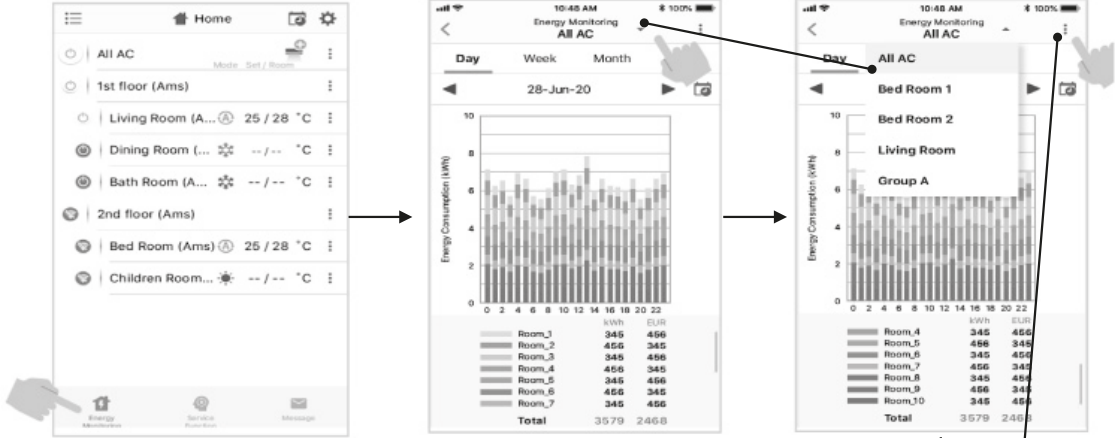 Home
All AC
Mode Set / Room
1st floor (Ams)
Living Room (A... A 25 / 28 °C
Dining Room (... -- / -- °C
Bath Room (A... -- / -- °C
2nd floor (Ams)
Bed Room (Ams) A 25 / 28 °C
Children Room... -- / -- °C
Energy
Monitoring
Service
Function
Message
10:48 AM 100%
Energy Monitoring
All AC
Day Week Month
28-Jun-20
Energy Consumption (kWh)
10
8
6
4
2
0
0 2 4 6 8 10 12 14 16 18 20 22
kWh EUR
Room_1 345 456
Room_2 456 345
Room_3 345 456
Room_4 456 345
Room_5 345 456
Room_6 456 345
Room_7 345 456
Total 3579 2468
10:48 AM 100%
Energy Monitoring
All AC
Day
All AC
Bed Room 1
Bed Room 2
Living Room
Group A
Energy Consumption (kWh)
10
8
6
4
2
0
0 2 4 6 8 10 12 14 16 18 20 22
kWh EUR
Room_4 345 456
Room_5 456 345
Room_6 345 456
Room_7 456 345
Room_8 345 456
Room_9 456 345
Room_10 345 456
Total 3579 2468